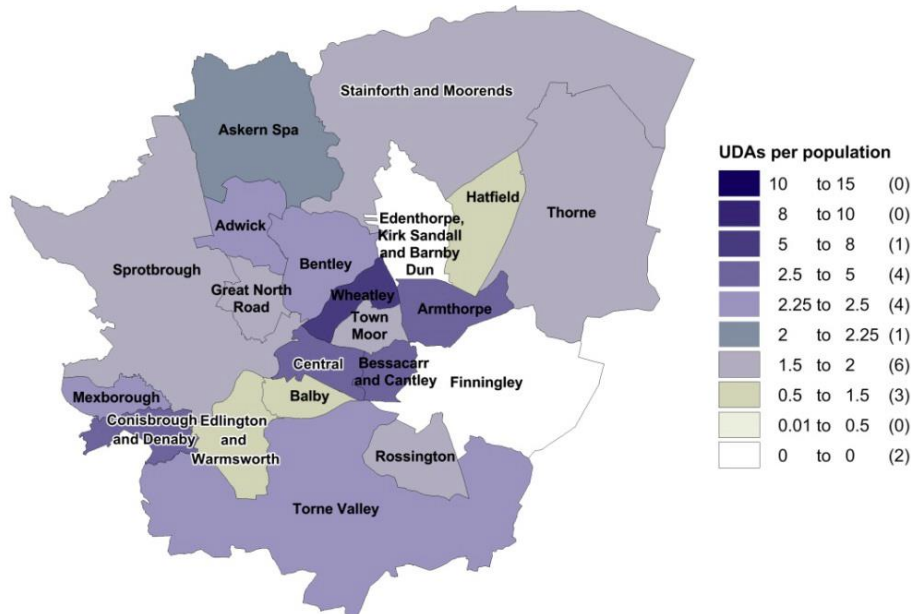 Stainforth and Moorends
Askern Spa
Hatfield
Thorne
Adwick
Edenthorpe,
Kirk Sandall
and Barnby
Dun
Bentley
Sprotbrough
Great North
Road
Wheatley
Armthorpe
Town
Moor
Central
Bessacarr
and Cantley
Finningley
Mexborough
Balby
Conisbrough
and Denaby
Edlington
and
Warmsworth
Rossington
Torne Valley
UDAs per population
10 to 15 (0)
8 to 10 (0)
5 to 8 (1)
2.5 to 5 (4)
2.25 to 2.5 (4)
2 to 2.25 (1)
1.5 to 2 (6)
0.5 to 1.5 (3)
0.01 to 0.5 (0)
0 to 0 (2)